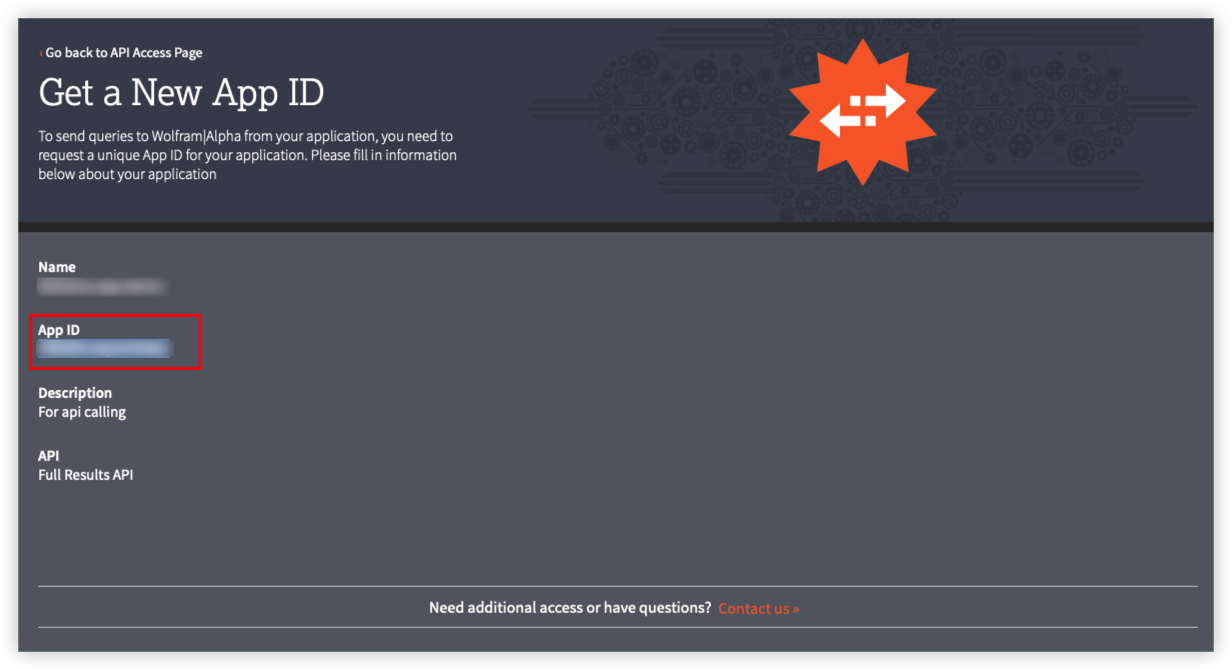 ‹ Go back to API Access Page
Get a New App ID
To send queries to Wolfram|Alpha from your application, you need to
request a unique App ID for your application. Please fill in information
below about your application
Name
App ID
Description
For api calling
API
Full Results API
Need additional access or have questions? Contact us »